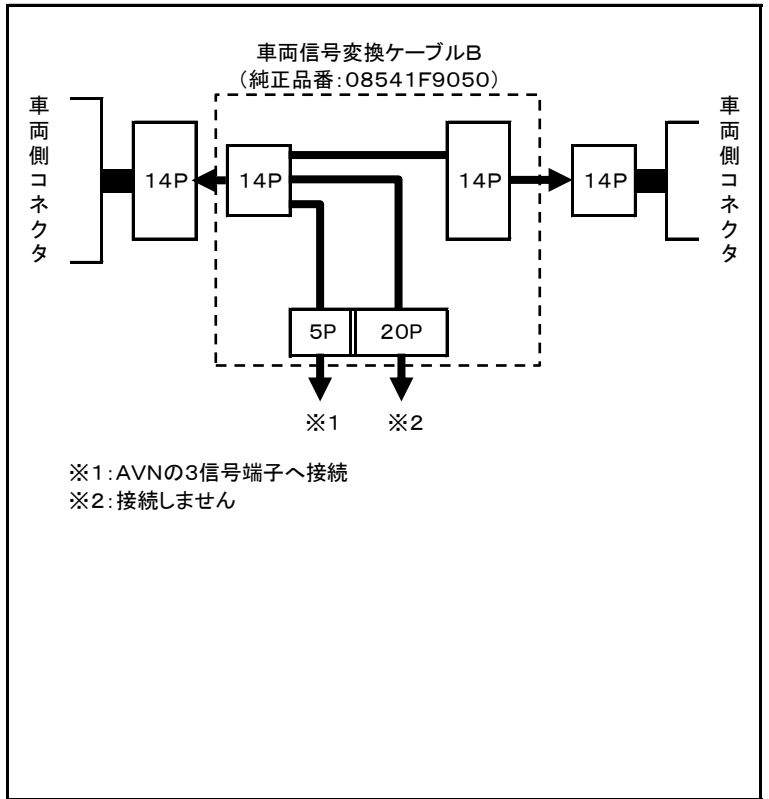 車両信号変換ケーブルB
(純正品番:08541F9050)
車両側コネクタ
14P
14P
14P
14P
車両側コネクタ
5P
20P
※1
※2
※1:AVNの3信号端子へ接続
※2:接続しません